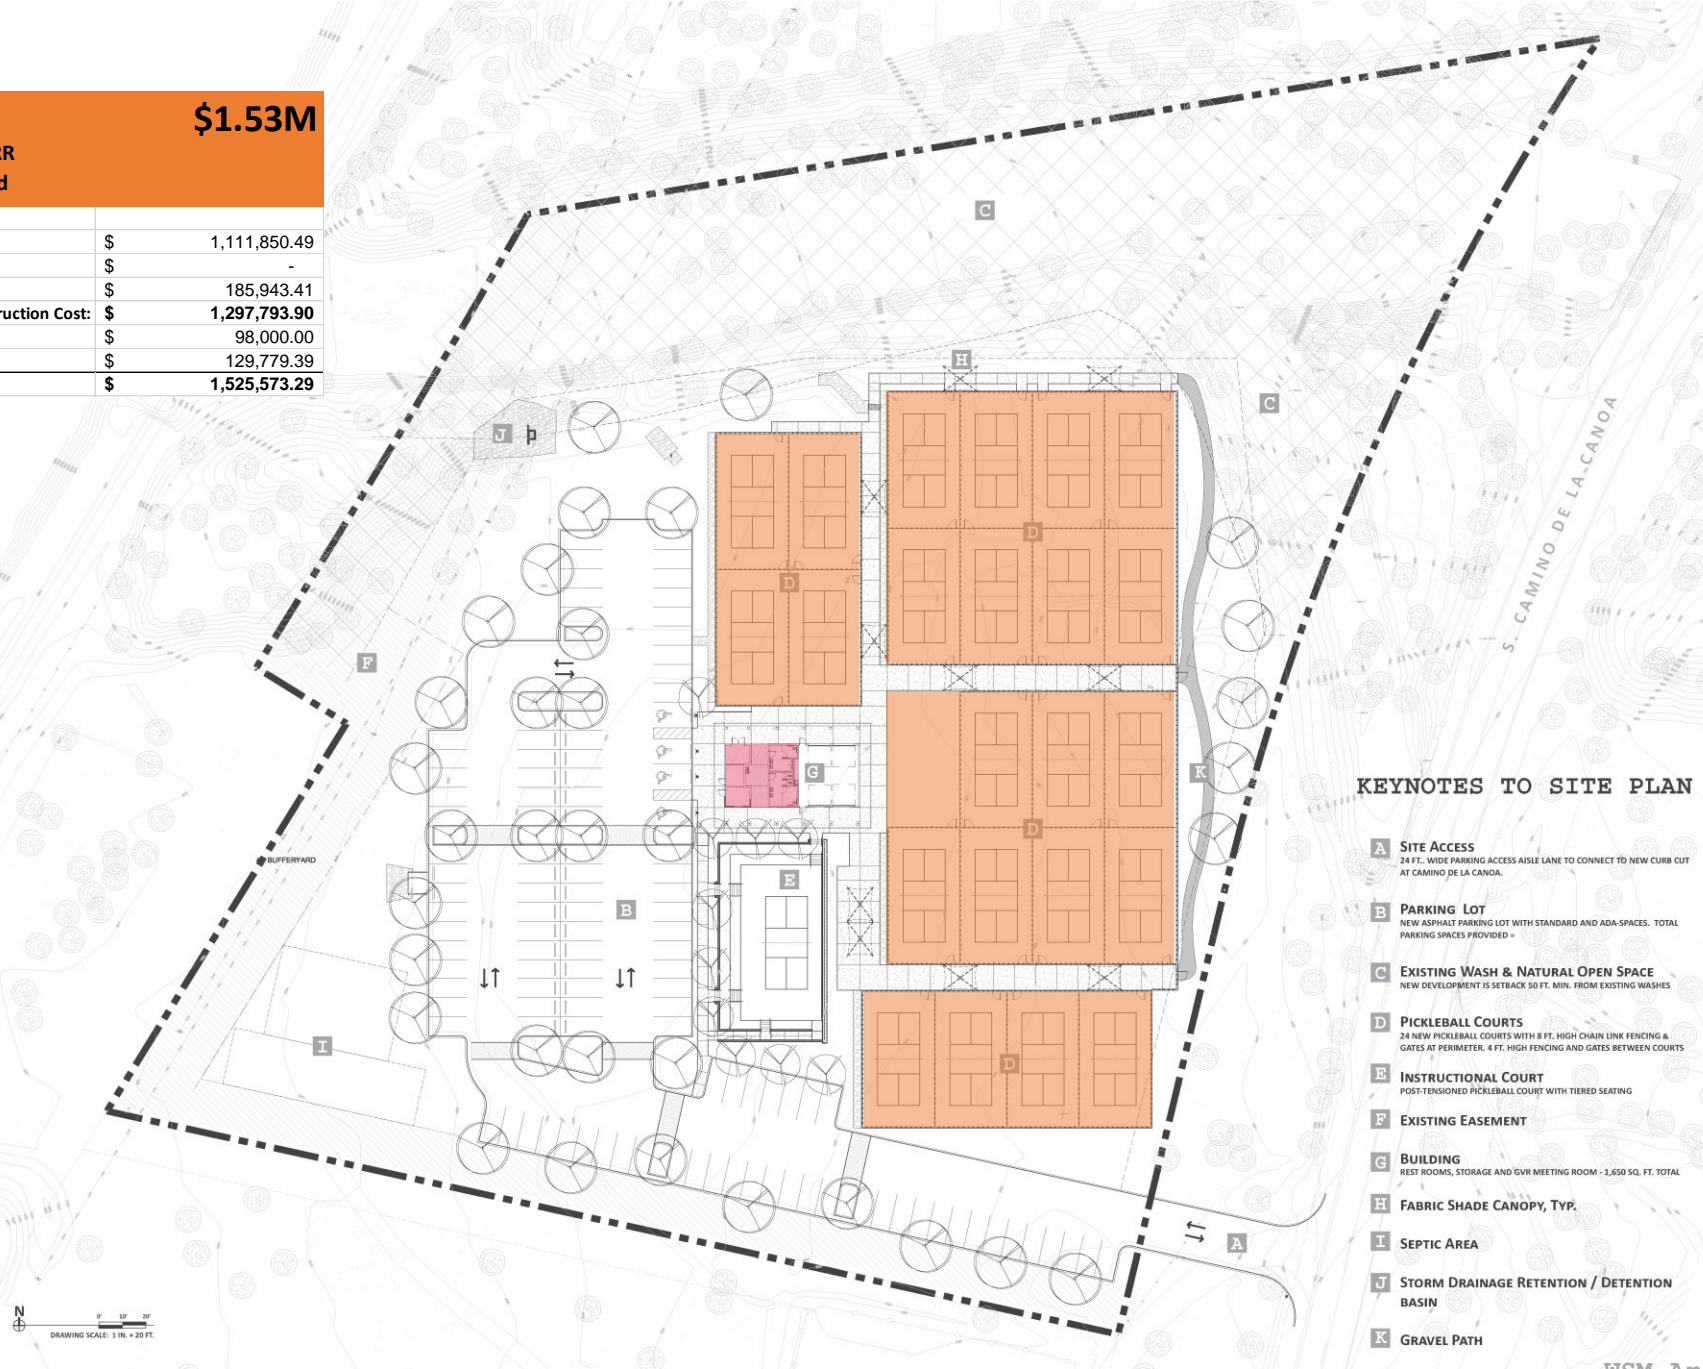 $1.53M
RR
d
$ 1,111,850.49
$ -
$ 185,943.41
ruction Cost: $ 1,297,793.90
$ 98,000.00
$ 129,779.39
$ 1,525,573.29
C
H
C
J
D
D
F
S. CAMINO DE LA CANOA
G
K
D
BUFFERYARD
E
B
I
D
A
KEYNOTES TO SITE PLAN
A SITE ACCESS
24 FT.. WIDE PARKING ACCESS AISLE LANE TO CONNECT TO NEW CURB CUT
AT CAMINO DE LA CANOA.
B PARKING LOT
NEW ASPHALT PARKING LOT WITH STANDARD AND ADA-SPACES. TOTAL
PARKING SPACES PROVIDED =
C EXISTING WASH & NATURAL OPEN SPACE
NEW DEVELOPMENT IS SETBACK 50 FT. MIN. FROM EXISTING WASHES
D PICKLEBALL COURTS
24 NEW PICKLEBALL COURTS WITH 8 FT. HIGH CHAIN LINK FENCING &
GATES AT PERIMETER. 4 FT. HIGH FENCING AND GATES BETWEEN COURTS
E INSTRUCTIONAL COURT
POST-TENSIONED PICKLEBALL COURT WITH TIERED SEATING
F EXISTING EASEMENT
G BUILDING
REST ROOMS, STORAGE AND GVR MEETING ROOM - 1,650 SQ. FT. TOTAL
H FABRIC SHADE CANOPY, TYP.
I SEPTIC AREA
J STORM DRAINAGE RETENTION / DETENTION
BASIN
K GRAVEL PATH
N
0' 10' 20'
DRAWING SCALE: 1 IN. = 20 FT.